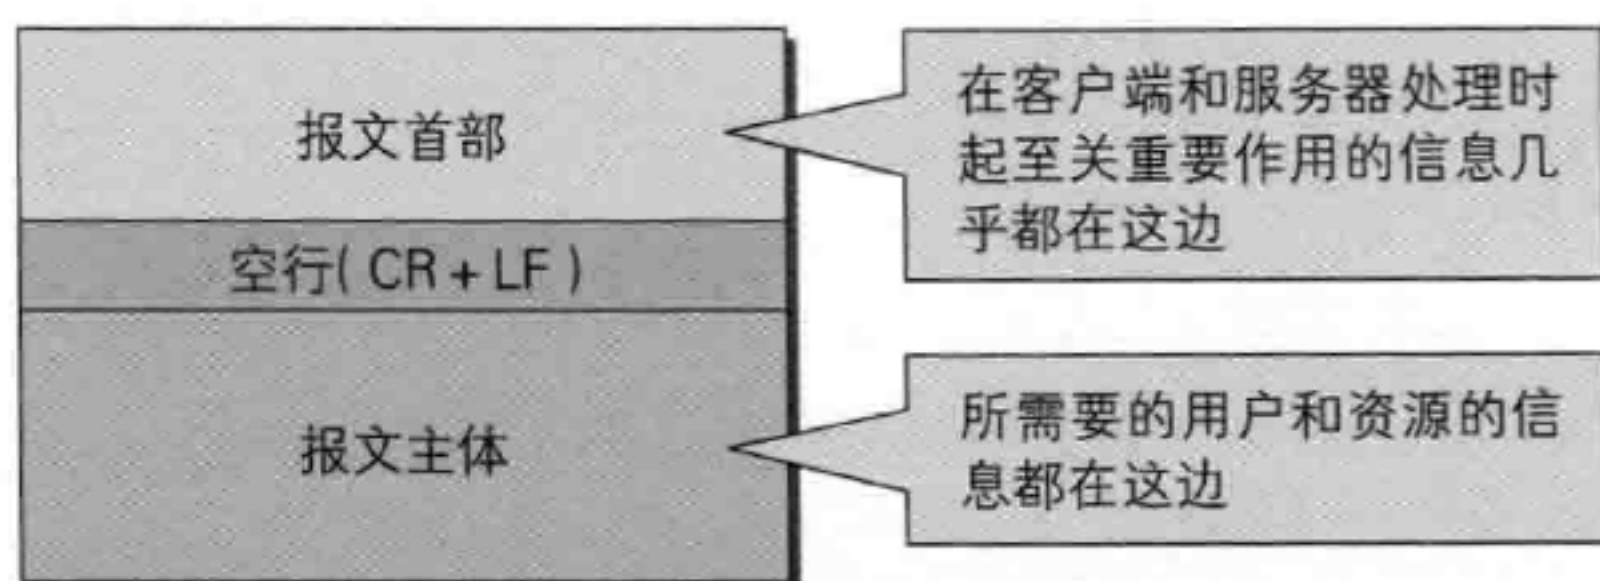 报文首部
在客户端和服务器处理时
起至关重要作用的信息几
乎都在这边
空行( CR + LF )
报文主体
所需要的用户和资源的信
息都在这边